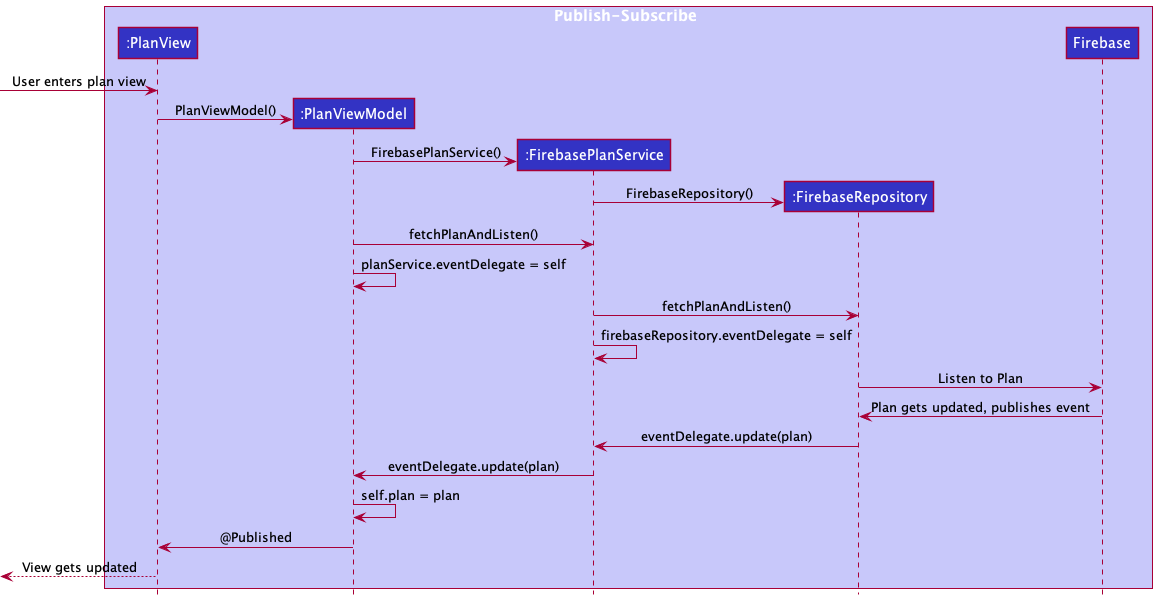 Publish-Subscribe
:PlanView
Firebase
User enters plan view
PlanViewModel()
:PlanViewModel
FirebasePlanService()
:FirebasePlanService
FirebaseRepository()
:FirebaseRepository
fetchPlanAndListen()
planService.eventDelegate = self
fetchPlanAndListen()
firebaseRepository.eventDelegate = self
Listen to Plan
Plan gets updated, publishes event
eventDelegate.update(plan)
eventDelegate.update(plan)
self.plan = plan
@Published
View gets updated